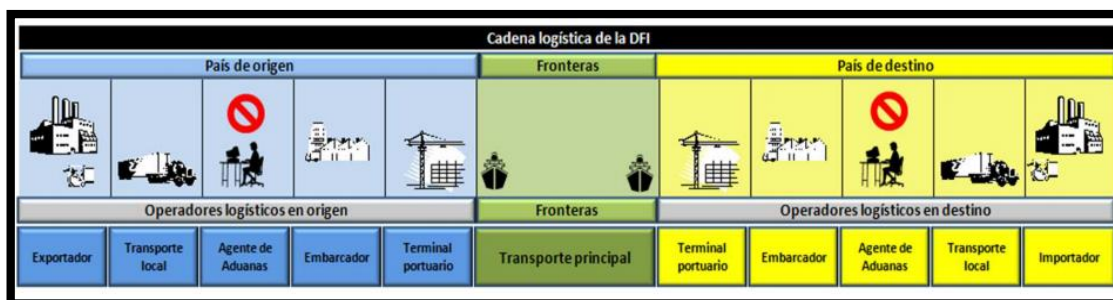 Cadena logística de la DFI
País de origen
Fronteras
País de destino
Operadores logísticos en origen
Fronteras
Operadores logísticos en destino
Exportador
Transporte
local
Agente de
Aduanas
Embarcador
Terminal
portuario
Transporte principal
Terminal
portuario
Embarcador
Agente de
Aduanas
Transporte
local
Importador